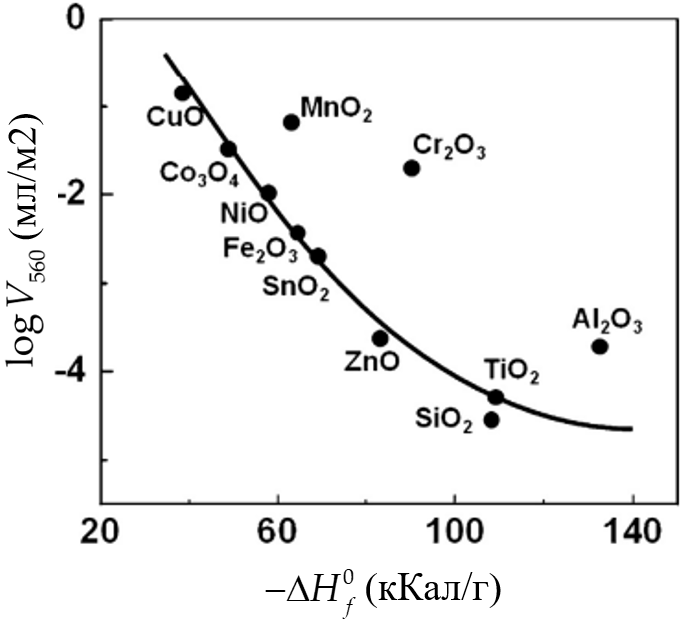 0
-2
-4
log V₅₆₀ (мл/м2)
CuO
MnO₂
Cr₂O₃
Co₃O₄
NiO
Fe₂O₃
SnO₂
Al₂O₃
ZnO
TiO₂
SiO₂
20 60 100 140
−ΔH⁰f (кКал/г)